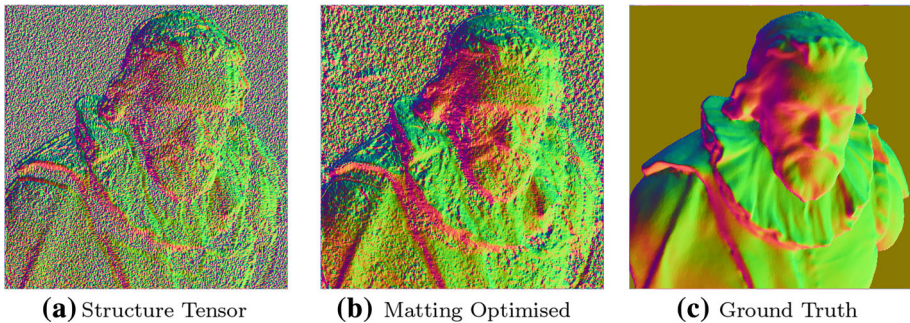 (a) Structure Tensor
(b) Matting Optimised
(c) Ground Truth